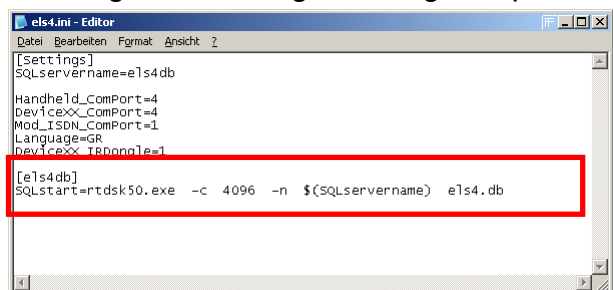 els4.ini - Editor
Datei Bearbeiten Format Ansicht ?
[Settings]
SQLservername=els4db
Handheld_ComPort=4
DeviceXX_ComPort=4
Mod_ISDN_ComPort=1
Language=GR
DeviceXX_IRDongle=1
[els4db]
SQLstart=rtdsk50.exe -c 4096 -n $(SQLservername) els4.db